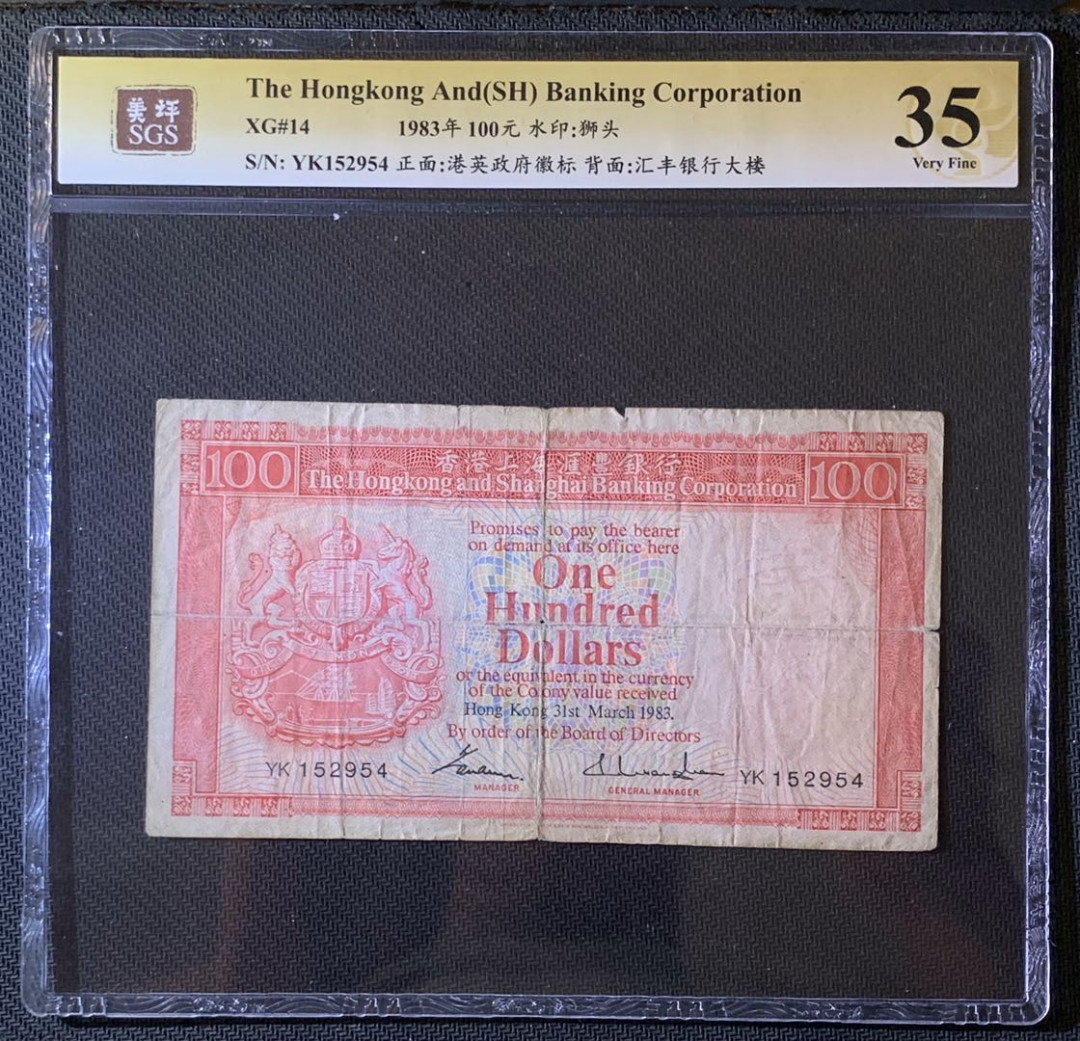 美评
SGS
The Hongkong And(SH) Banking Corporation
XG#14 1983年 100元 水印:狮头
S/N: YK152954 正面:港英政府徽标 背面:汇丰银行大楼
35
Very Fine
100 香港上海滙豐銀行 100
The Hongkong and Shanghai Banking Corporation
Promises to pay the bearer
on demand at its office here
One
Hundred
Dollars
or the equivalent in the currency
of the Colony value received
Hong Kong 31st March 1983.
By order of the Board of Directors
YK 152954 YK 152954
MANAGER GENERAL MANAGER